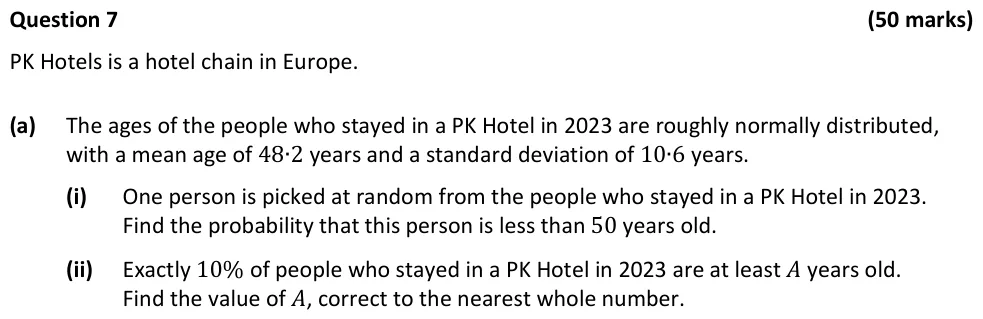 Question 7 (50 marks)
PK Hotels is a hotel chain in Europe.
(a) The ages of the people who stayed in a PK Hotel in 2023 are roughly normally distributed,
with a mean age of 48·2 years and a standard deviation of 10·6 years.
(i) One person is picked at random from the people who stayed in a PK Hotel in 2023.
Find the probability that this person is less than 50 years old.
(ii) Exactly 10% of people who stayed in a PK Hotel in 2023 are at least A years old.
Find the value of A, correct to the nearest whole number.